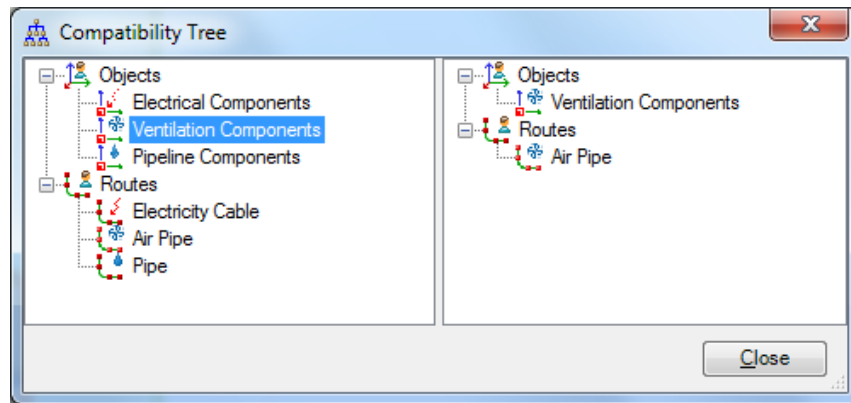 Compatibility Tree
Objects
Electrical Components
Ventilation Components
Pipeline Components
Routes
Electricity Cable
Air Pipe
Pipe
Objects
Ventilation Components
Routes
Air Pipe
Close